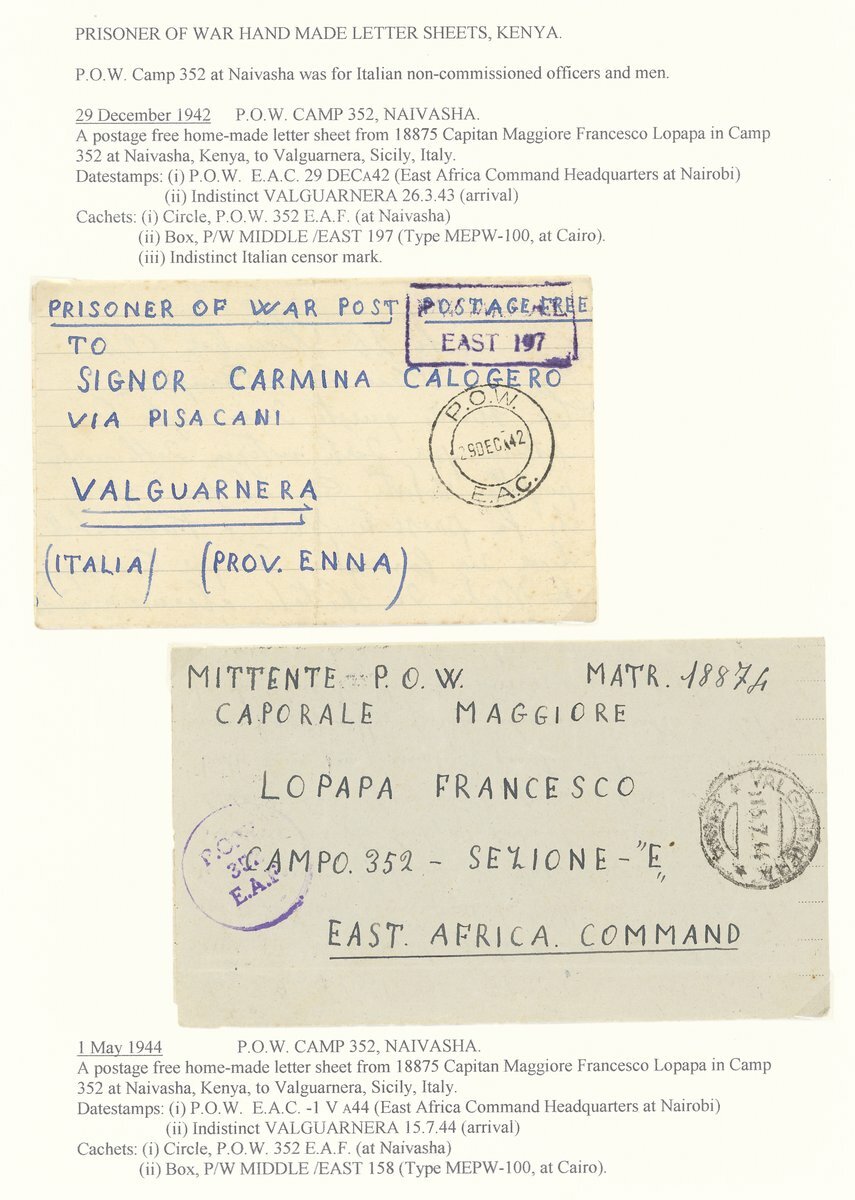 PRISONER OF WAR HAND MADE LETTER SHEETS, KENYA.
P.O.W. Camp 352 at Naivasha was for Italian non-commissioned officers and men.
29 December 1942 P.O.W. CAMP 352, NAIVASHA.
A postage free home-made letter sheet from 18875 Capitan Maggiore Francesco Lopapa in Camp
352 at Naivasha, Kenya, to Valguarnera, Sicily, Italy.
Datestamps: (i) P.O.W. E.A.C. 29 DECA42 (East Africa Command Headquarters at Nairobi)
(ii) Indistinct VALGUARNERA 26.3.43 (arrival)
Cachets: (i) Circle, P.O.W. 352 E.A.F. (at Naivasha)
(ii) Box, P/W MIDDLE /EAST 197 (Type MEPW-100, at Cairo).
(iii) Indistinct Italian censor mark.
PRISONER OF WAR POST POSTAGE FREE
EAST 197
TO
SIGNOR CARMINA CALOGERO
VIA PISACANI
P.O.W.
29DECA42
E.A.C.
VALGUARNERA
(ITALIA) (PROV. ENNA)
MITTENTE P.O.W. MATR. 18874
CAPORALE MAGGIORE
LOPAPA FRANCESCO
VALGUARNERA
15.7.44
P.O.W.
E.A.F
CAMPO. 352 - SEZIONE - "E"
EAST. AFRICA. COMMAND
1 May 1944 P.O.W. CAMP 352, NAIVASHA.
A postage free home-made letter sheet from 18875 Capitan Maggiore Francesco Lopapa in Camp
352 at Naivasha, Kenya, to Valguarnera, Sicily, Italy.
Datestamps: (i) P.O.W. E.A.C. -1 V A44 (East Africa Command Headquarters at Nairobi)
(ii) Indistinct VALGUARNERA 15.7.44 (arrival)
Cachets: (i) Circle, P.O.W. 352 E.A.F. (at Naivasha)
(ii) Box, P/W MIDDLE /EAST 158 (Type MEPW-100, at Cairo).